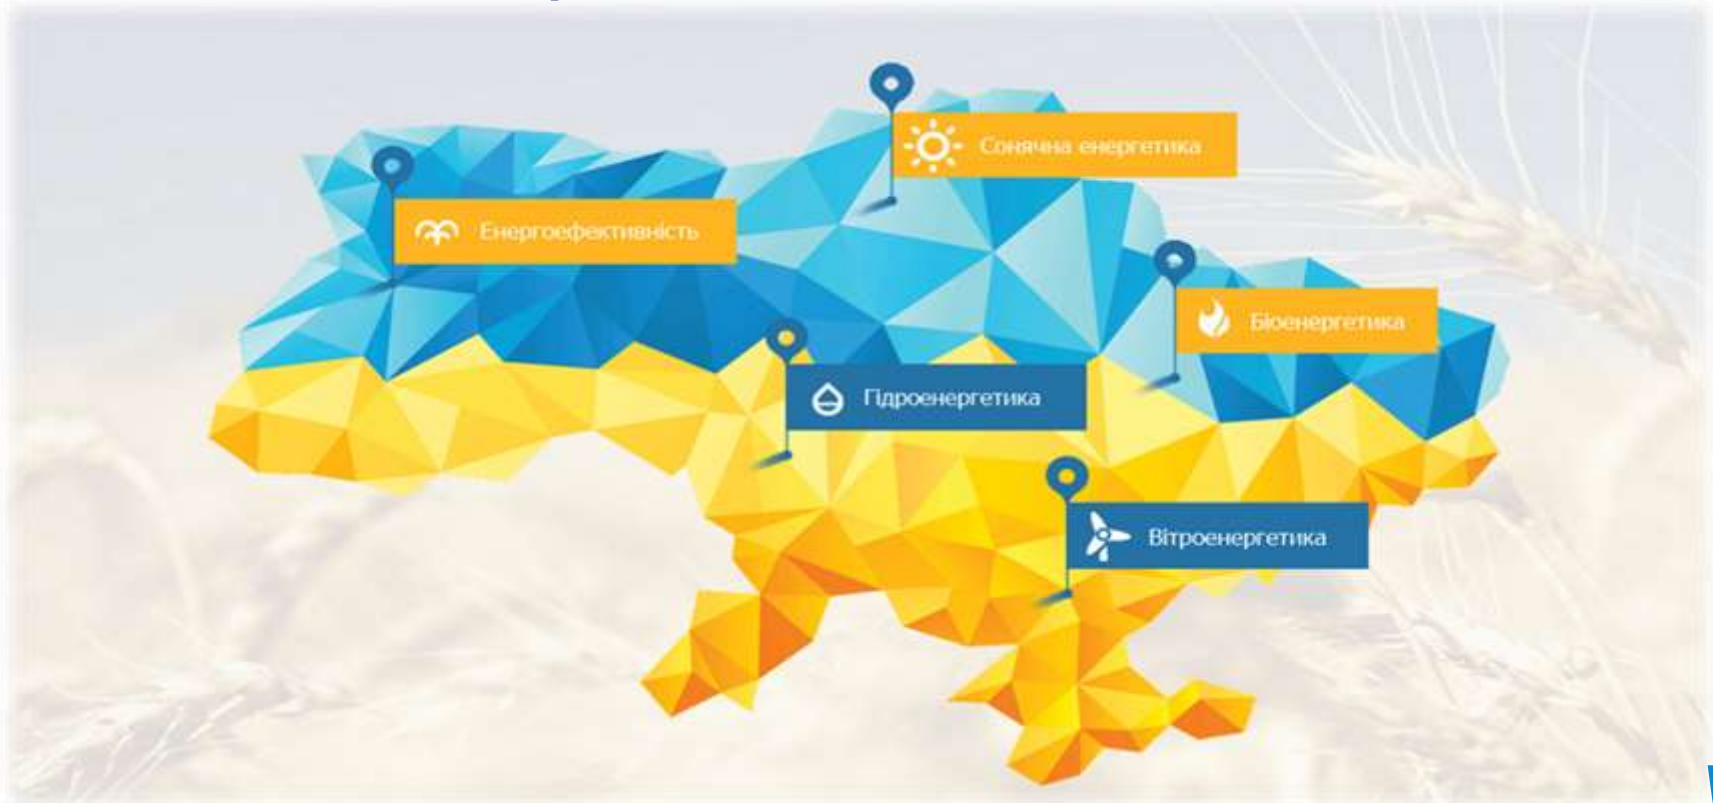 Сонячна енергетика
Енергоефективність
Біоенергетика
Гідроенергетика
Вітроенергетика